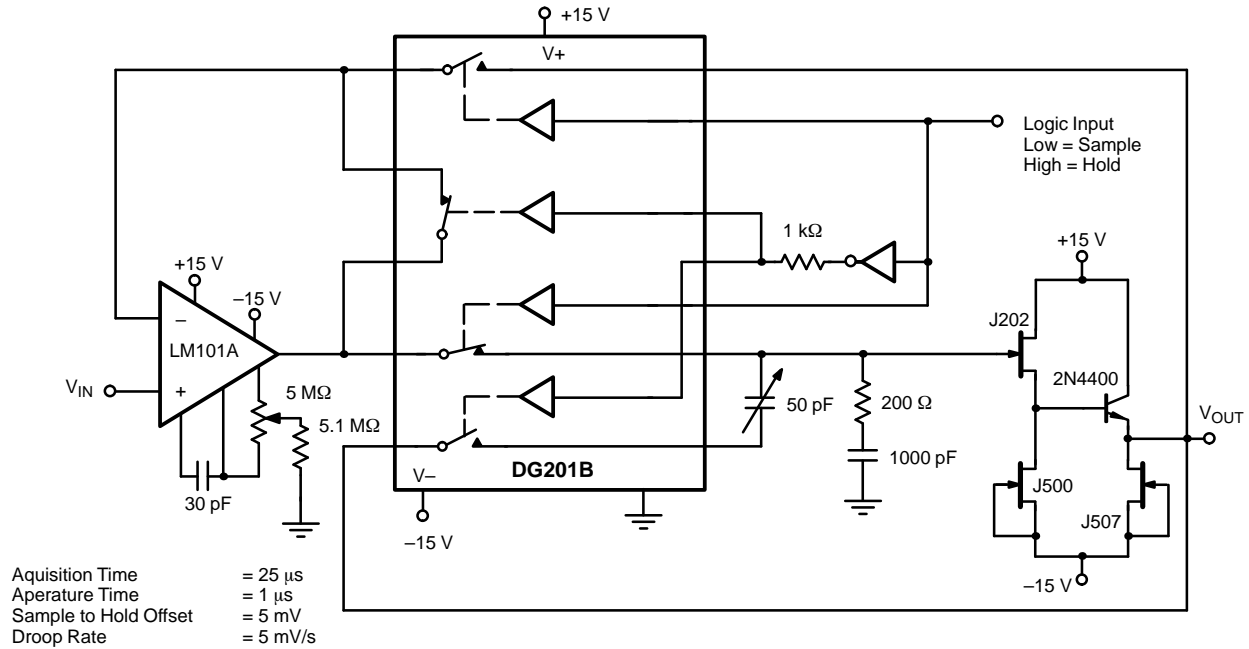 +15 V
V+
Logic Input
Low = Sample
High = Hold
1 kΩ
+15 V
+15 V
–15 V
–
LM101A
+
VIN
J202
2N4400
VOUT
5 MΩ
5.1 MΩ
50 pF
200 Ω
1000 pF
30 pF
V–
DG201B
–15 V
J500
J507
–15 V
Aquisition Time = 25 μs
Aperature Time = 1 μs
Sample to Hold Offset = 5 mV
Droop Rate = 5 mV/s